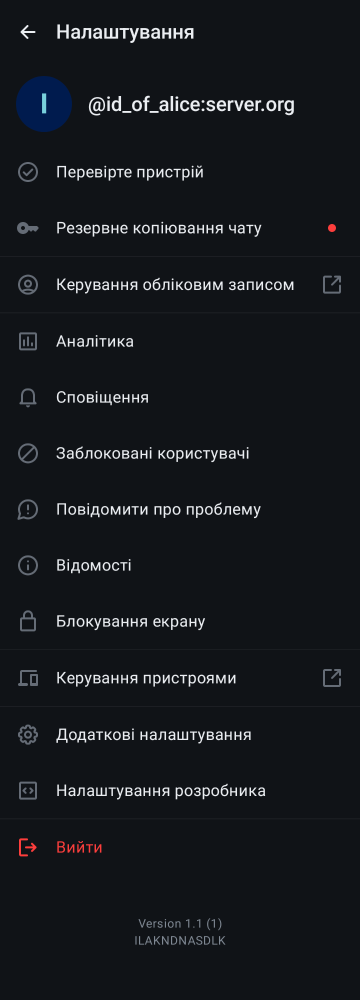 Налаштування
I
@id_of_alice:server.org
Перевірте пристрій
Резервне копіювання чату
Керування обліковим записом
Аналітика
Сповіщення
Заблоковані користувачі
Повідомити про проблему
Відомості
Блокування екрану
Керування пристроями
Додаткові налаштування
Налаштування розробника
Вийти
Version 1.1 (1)
ILAKNDNASDLK